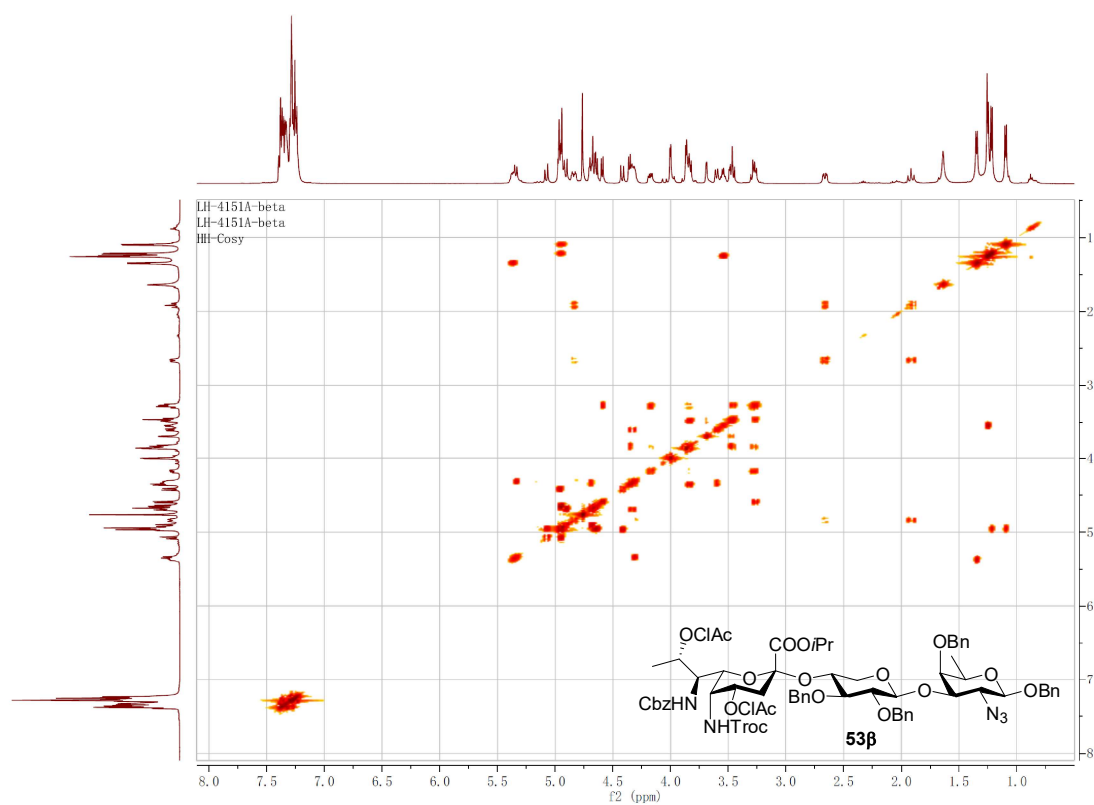 LH-4151A-beta
LH-4151A-beta
HH-Cosy
1
2
3
4
5
6
7
8
OClAc
COOiPr
OBn
O
O
O
O
O
OBn
CbzHN
OClAc
BnO
OBn
N3
NHTroc
53β
8.0 7.5 7.0 6.5 6.0 5.5 5.0 4.5 4.0 3.5 3.0 2.5 2.0 1.5 1.0
f2 (ppm)